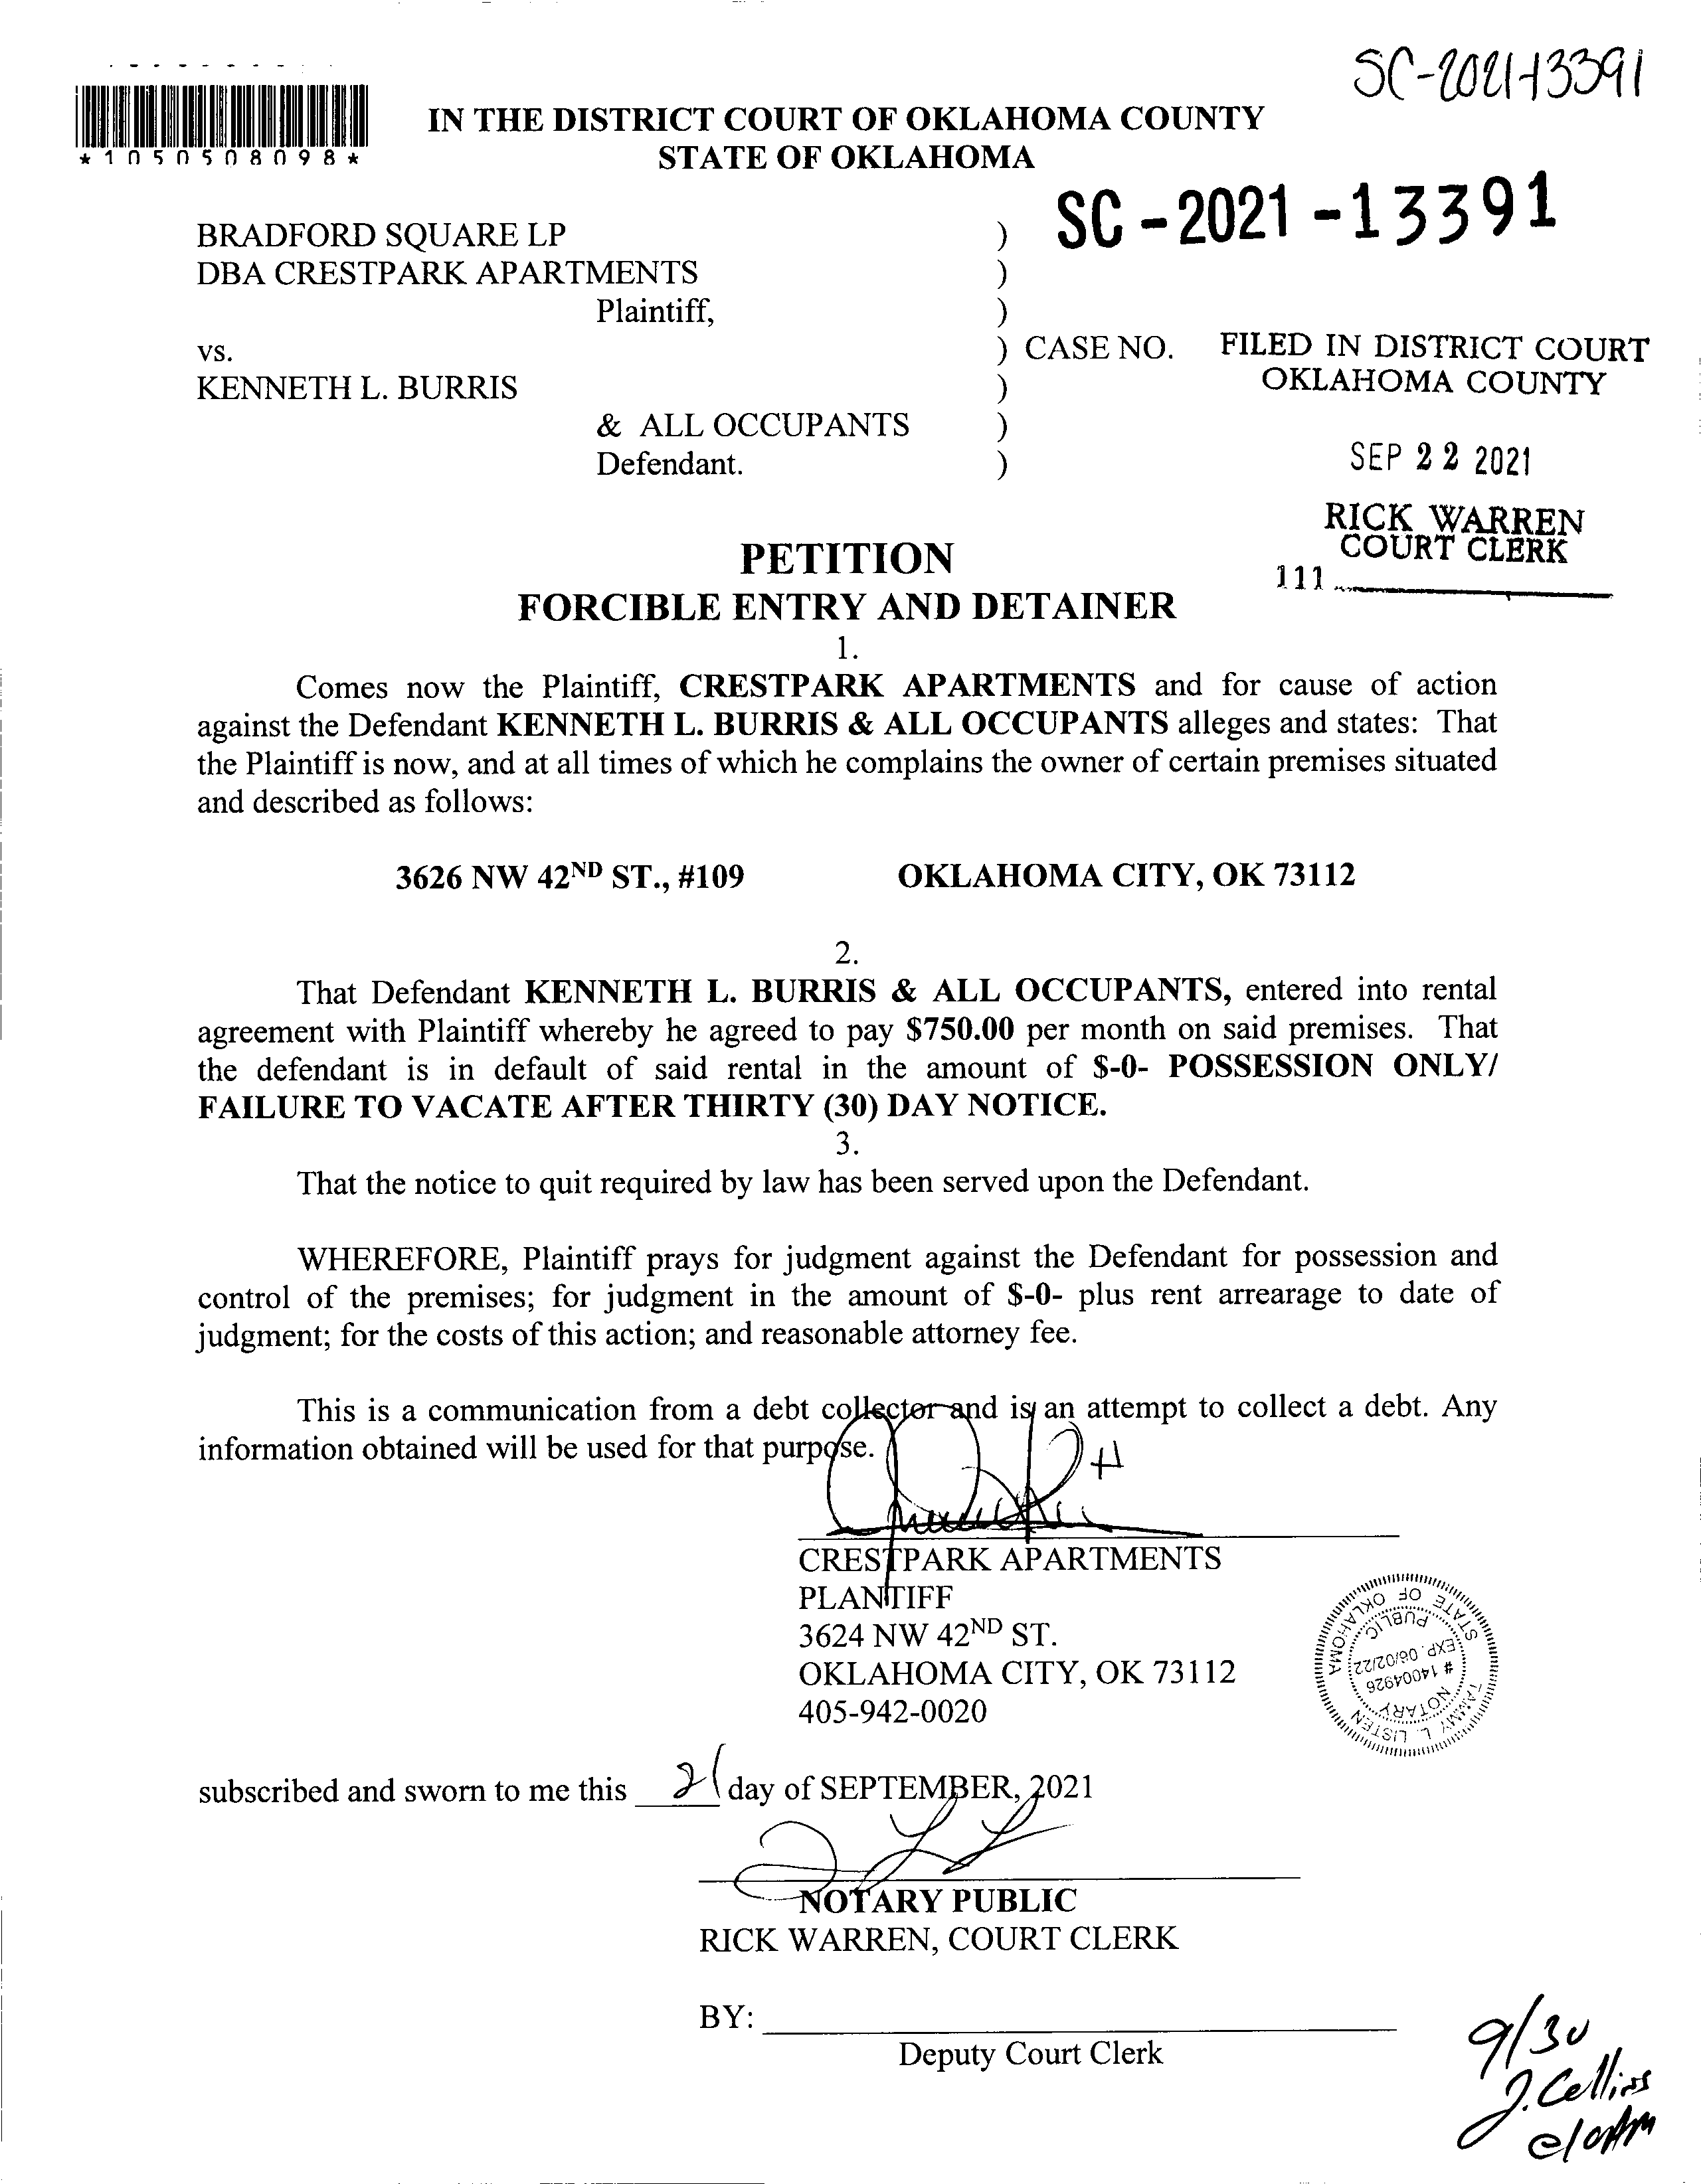 SC-2021-13391
*1050508098*
IN THE DISTRICT COURT OF OKLAHOMA COUNTY
STATE OF OKLAHOMA
SC-2021-13391
BRADFORD SQUARE LP )
DBA CRESTPARK APARTMENTS )
Plaintiff, )
vs. ) CASE NO.
KENNETH L. BURRIS )
& ALL OCCUPANTS )
Defendant. )
FILED IN DISTRICT COURT
OKLAHOMA COUNTY
SEP 22 2021
RICK WARREN
COURT CLERK
111
PETITION
FORCIBLE ENTRY AND DETAINER
1.
Comes now the Plaintiff, CRESTPARK APARTMENTS and for cause of action
against the Defendant KENNETH L. BURRIS & ALL OCCUPANTS alleges and states: That
the Plaintiff is now, and at all times of which he complains the owner of certain premises situated
and described as follows:
3626 NW 42ND ST., #109 OKLAHOMA CITY, OK 73112
2.
That Defendant KENNETH L. BURRIS & ALL OCCUPANTS, entered into rental
agreement with Plaintiff whereby he agreed to pay $750.00 per month on said premises. That
the defendant is in default of said rental in the amount of $-0- POSSESSION ONLY/
FAILURE TO VACATE AFTER THIRTY (30) DAY NOTICE.
3.
That the notice to quit required by law has been served upon the Defendant.
WHEREFORE, Plaintiff prays for judgment against the Defendant for possession and
control of the premises; for judgment in the amount of $-0- plus rent arrearage to date of
judgment; for the costs of this action; and reasonable attorney fee.
This is a communication from a debt collector and is an attempt to collect a debt. Any
information obtained will be used for that purpose.
CRESTPARK APARTMENTS
PLANTIFF
3624 NW 42ND ST.
OKLAHOMA CITY, OK 73112
405-942-0020
TAMMY L. LISTEN
NOTARY
# 14004926
EXP. 06/02/22
PUBLIC
STATE OF OKLAHOMA
subscribed and sworn to me this 21 day of SEPTEMBER, 2021
NOTARY PUBLIC
RICK WARREN, COURT CLERK
BY:
Deputy Court Clerk
9/30
J. Collins